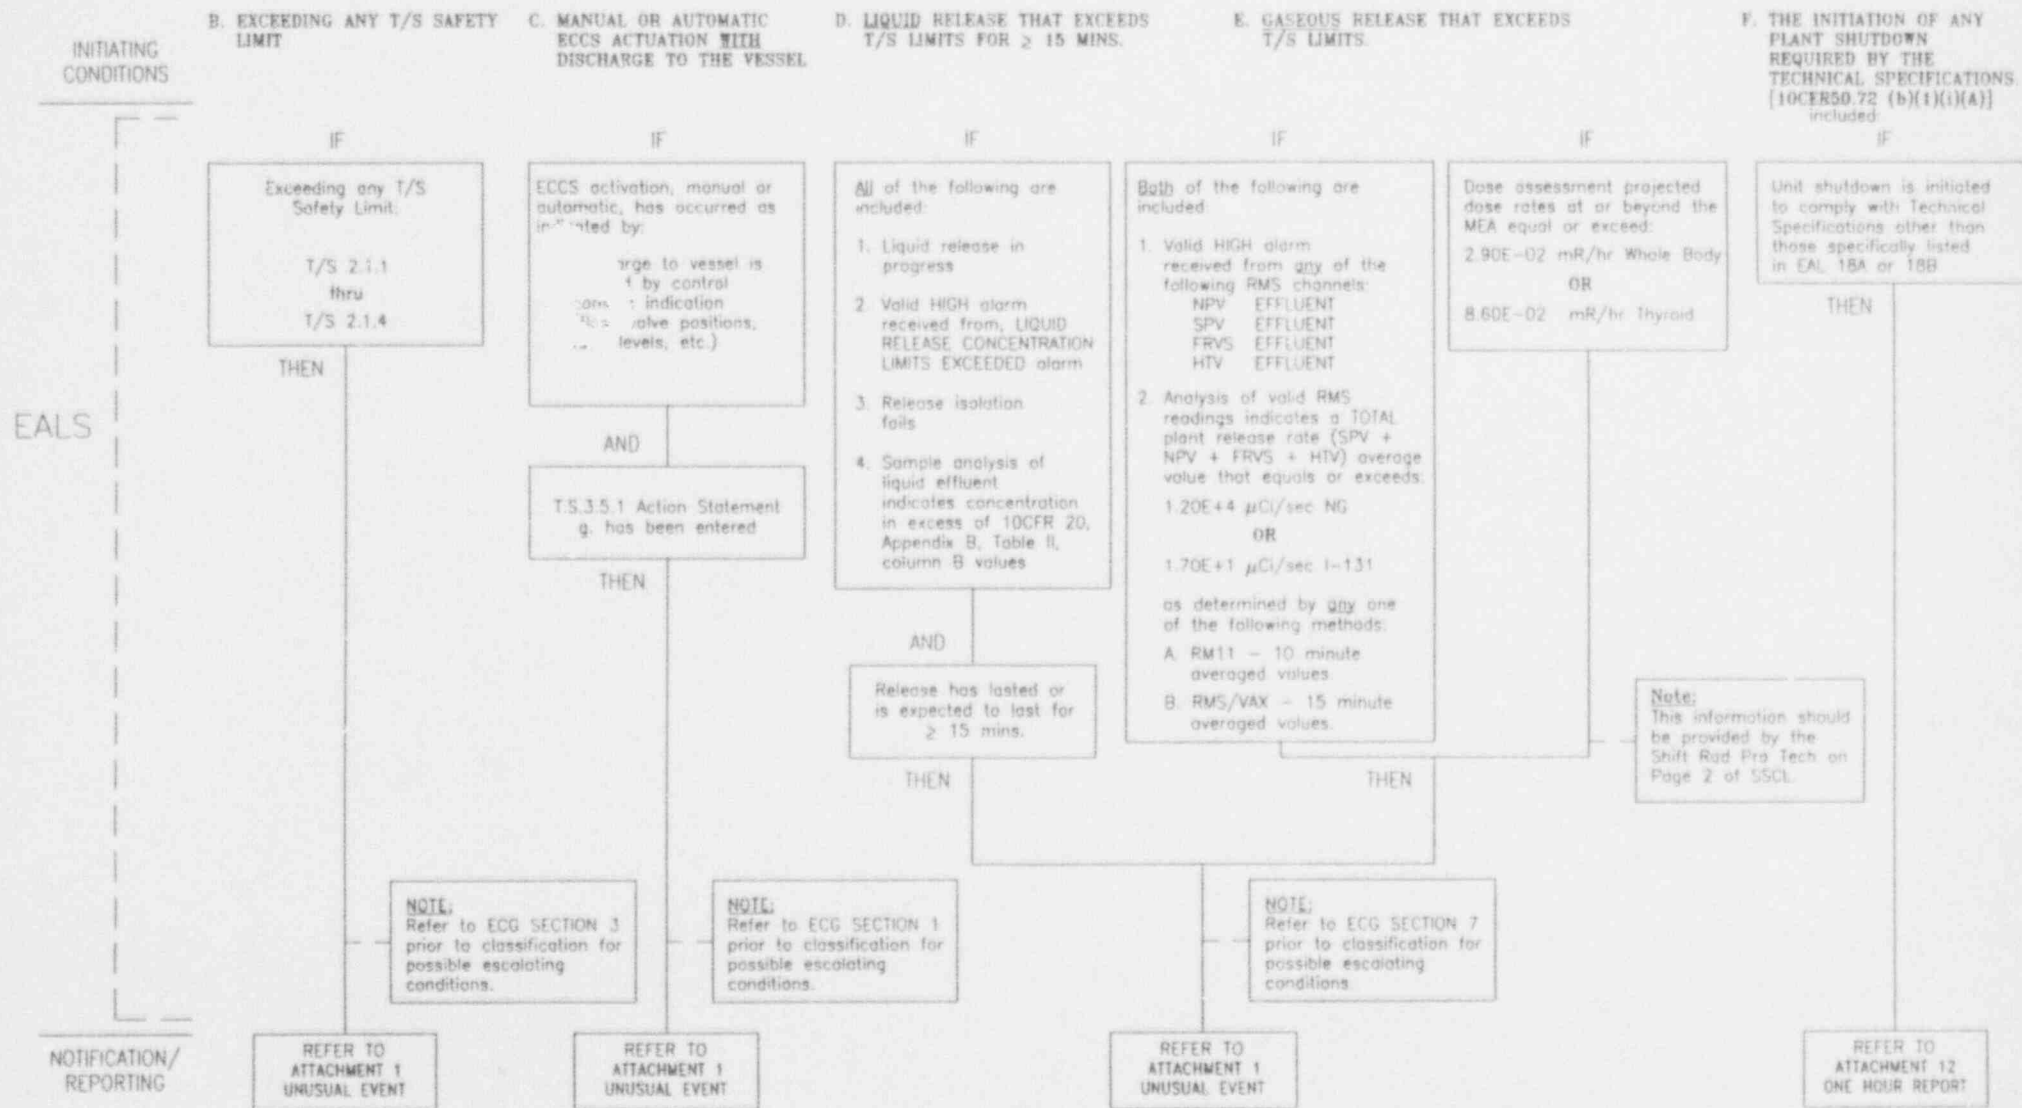 INITIATING
CONDITIONS
B. EXCEEDING ANY T/S SAFETY
LIMIT
C. MANUAL OR AUTOMATIC
ECCS ACTUATION WITH
DISCHARGE TO THE VESSEL
D. LIQUID RELEASE THAT EXCEEDS
T/S LIMITS FOR ≥ 15 MINS.
E. GASEOUS RELEASE THAT EXCEEDS
T/S LIMITS.
F. THE INITIATION OF ANY
PLANT SHUTDOWN
REQUIRED BY THE
TECHNICAL SPECIFICATIONS.
[10CFR50.72 (b)(1)(i)(A)]
included:
EALS
IF
Exceeding any T/S
Safety Limit:
T/S 2.1.1
thru
T/S 2.1.4
THEN
NOTE:
Refer to ECG SECTION 3
prior to classification for
possible escalating
conditions.
IF
ECCS activation, manual or
automatic, has occurred as
by:
to vessel is
by control
indication
positions,
levels, etc.)
AND
T.S.3.5.1 Action Statement
g. has been entered
THEN
NOTE:
Refer to ECG SECTION 1
prior to classification for
possible escalating
conditions.
IF
All of the following are
included:
1. Liquid release in
progress
2. Valid HIGH alarm
received from, LIQUID
RELEASE CONCENTRATION
LIMITS EXCEEDED alarm
3. Release isolation
fails
4. Sample analysis of
liquid effluent
indicates concentration
in excess of 10CFR 20,
Appendix B, Table II,
column B values
AND
Release has lasted or
is expected to last for
≥ 15 mins.
THEN
IF
Both of the following are
included:
1. Valid HIGH alarm
received from any of the
following RMS channels:
NPV EFFLUENT
SPV EFFLUENT
FRVS EFFLUENT
HTV EFFLUENT
2. Analysis of valid RMS
readings indicates a TOTAL
plant release rate (SPV +
NPV + FRVS + HTV) average
value that equals or exceeds:
1.20E+4 µCi/sec NG
OR
1.70E+1 µCi/sec I-131
as determined by any one
of the following methods:
A. RM11 - 10 minute
averaged values.
B. RMS/VAX - 15 minute
averaged values.
IF
Dose assessment projected
dose rates at or beyond the
MEA equal or exceed:
2.90E-02 mR/hr Whole Body
OR
8.60E-02 mR/hr Thyroid
THEN
Note:
This information should
be provided by the
Shift Rad Pro Tech on
Page 2 of SSCL.
NOTE:
Refer to ECG SECTION 7
prior to classification for
possible escalating
conditions.
IF
Unit shutdown is initiated
to comply with Technical
Specifications other than
those specifically listed
in EAL 18A or 18B
THEN
NOTIFICATION/
REPORTING
REFER TO
ATTACHMENT 1
UNUSUAL EVENT
REFER TO
ATTACHMENT 1
UNUSUAL EVENT
REFER TO
ATTACHMENT 1
UNUSUAL EVENT
REFER TO
ATTACHMENT 12
ONE HOUR REPORT